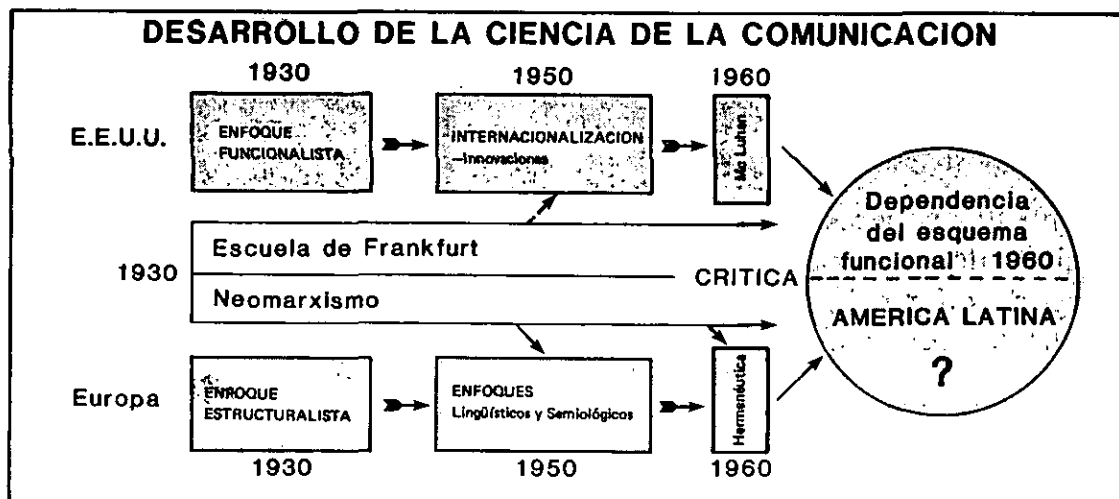 DESARROLLO DE LA CIENCIA DE LA COMUNICACION
1930
1950
1960
E.E.U.U.
ENFOQUE
FUNCIONALISTA
INTERNACIONALIZACION
—Innovaciones
Mc Luhan
1930
Escuela de Frankfurt
Neomarxismo
CRITICA
Dependencia
del esquema
funcional 1960
AMERICA LATINA
?
Europa
ENFOQUE
ESTRUCTURALISTA
ENFOQUES
Lingüísticos y Semiológicos
Hermenéutica
1930
1950
1960